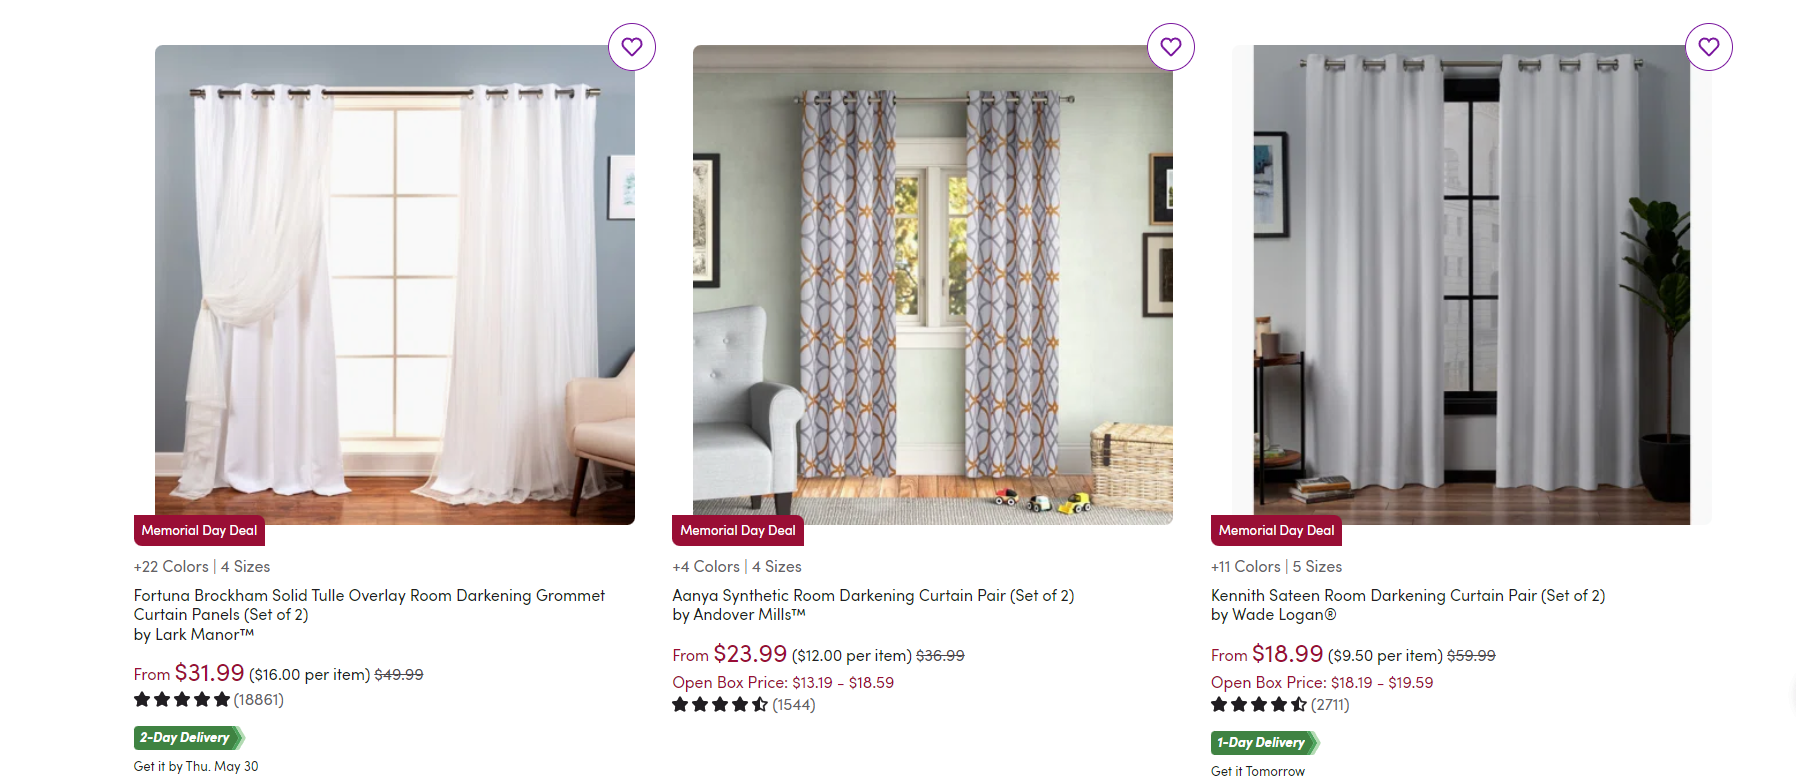 Memorial Day Deal
+22 Colors | 4 Sizes
Fortuna Brockham Solid Tulle Overlay Room Darkening Grommet
Curtain Panels (Set of 2)
by Lark Manor™
From $31.99 ($16.00 per item) $49.99
(18861)
2-Day Delivery
Get it by Thu. May 30
Memorial Day Deal
+4 Colors | 4 Sizes
Aanya Synthetic Room Darkening Curtain Pair (Set of 2)
by Andover Mills™
From $23.99 ($12.00 per item) $36.99
Open Box Price: $13.19 - $18.59
(1544)
Memorial Day Deal
+11 Colors | 5 Sizes
Kennith Sateen Room Darkening Curtain Pair (Set of 2)
by Wade Logan®
From $18.99 ($9.50 per item) $59.99
Open Box Price: $18.19 - $19.59
(2711)
1-Day Delivery
Get it Tomorrow